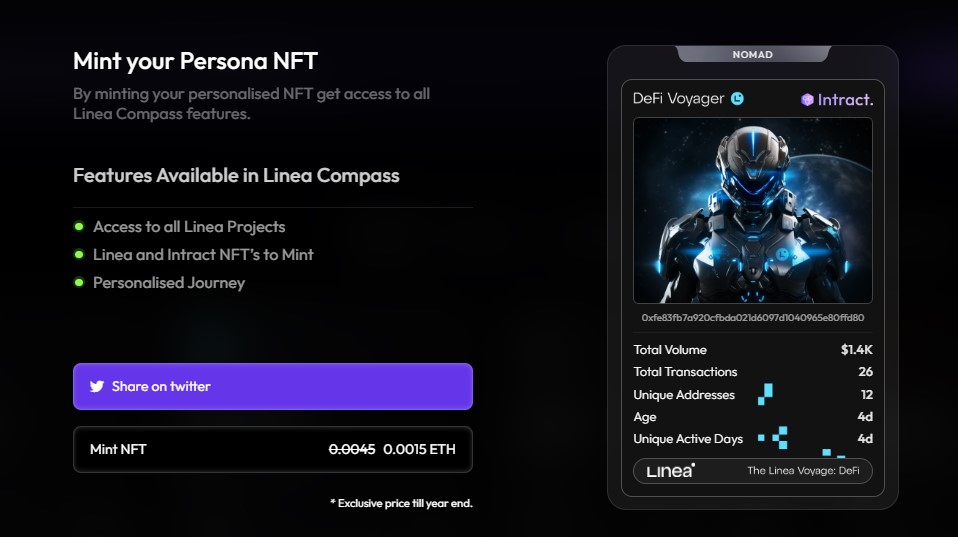 Mint your Persona NFT
By minting your personalised NFT get access to all
Linea Compass features.
Features Available in Linea Compass
Access to all Linea Projects
Linea and Intract NFT's to Mint
Personalised Journey
Share on twitter
Mint NFT 0.0045 0.0015 ETH
* Exclusive price till year end.
NOMAD
DeFi Voyager Intract.
0xfe83fb7a920cfbda021d6097d1040965e80ffd80
Total Volume $1.4K
Total Transactions 26
Unique Addresses 12
Age 4d
Unique Active Days 4d
Linea The Linea Voyage: DeFi